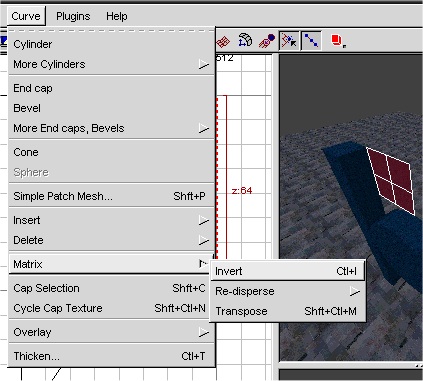 Curve Plugins Help
512
Cylinder
More Cylinders
End cap
Bevel
More End caps, Bevels
Cone
Sphere
Simple Patch Mesh... Shft+P
z:64
Insert
Delete
Matrix
Invert Ctl+I
Re-disperse
Transpose Shft+Ctl+M
Cap Selection Shft+C
Cycle Cap Texture Shft+Ctl+N
Overlay
Thicken... Ctl+T